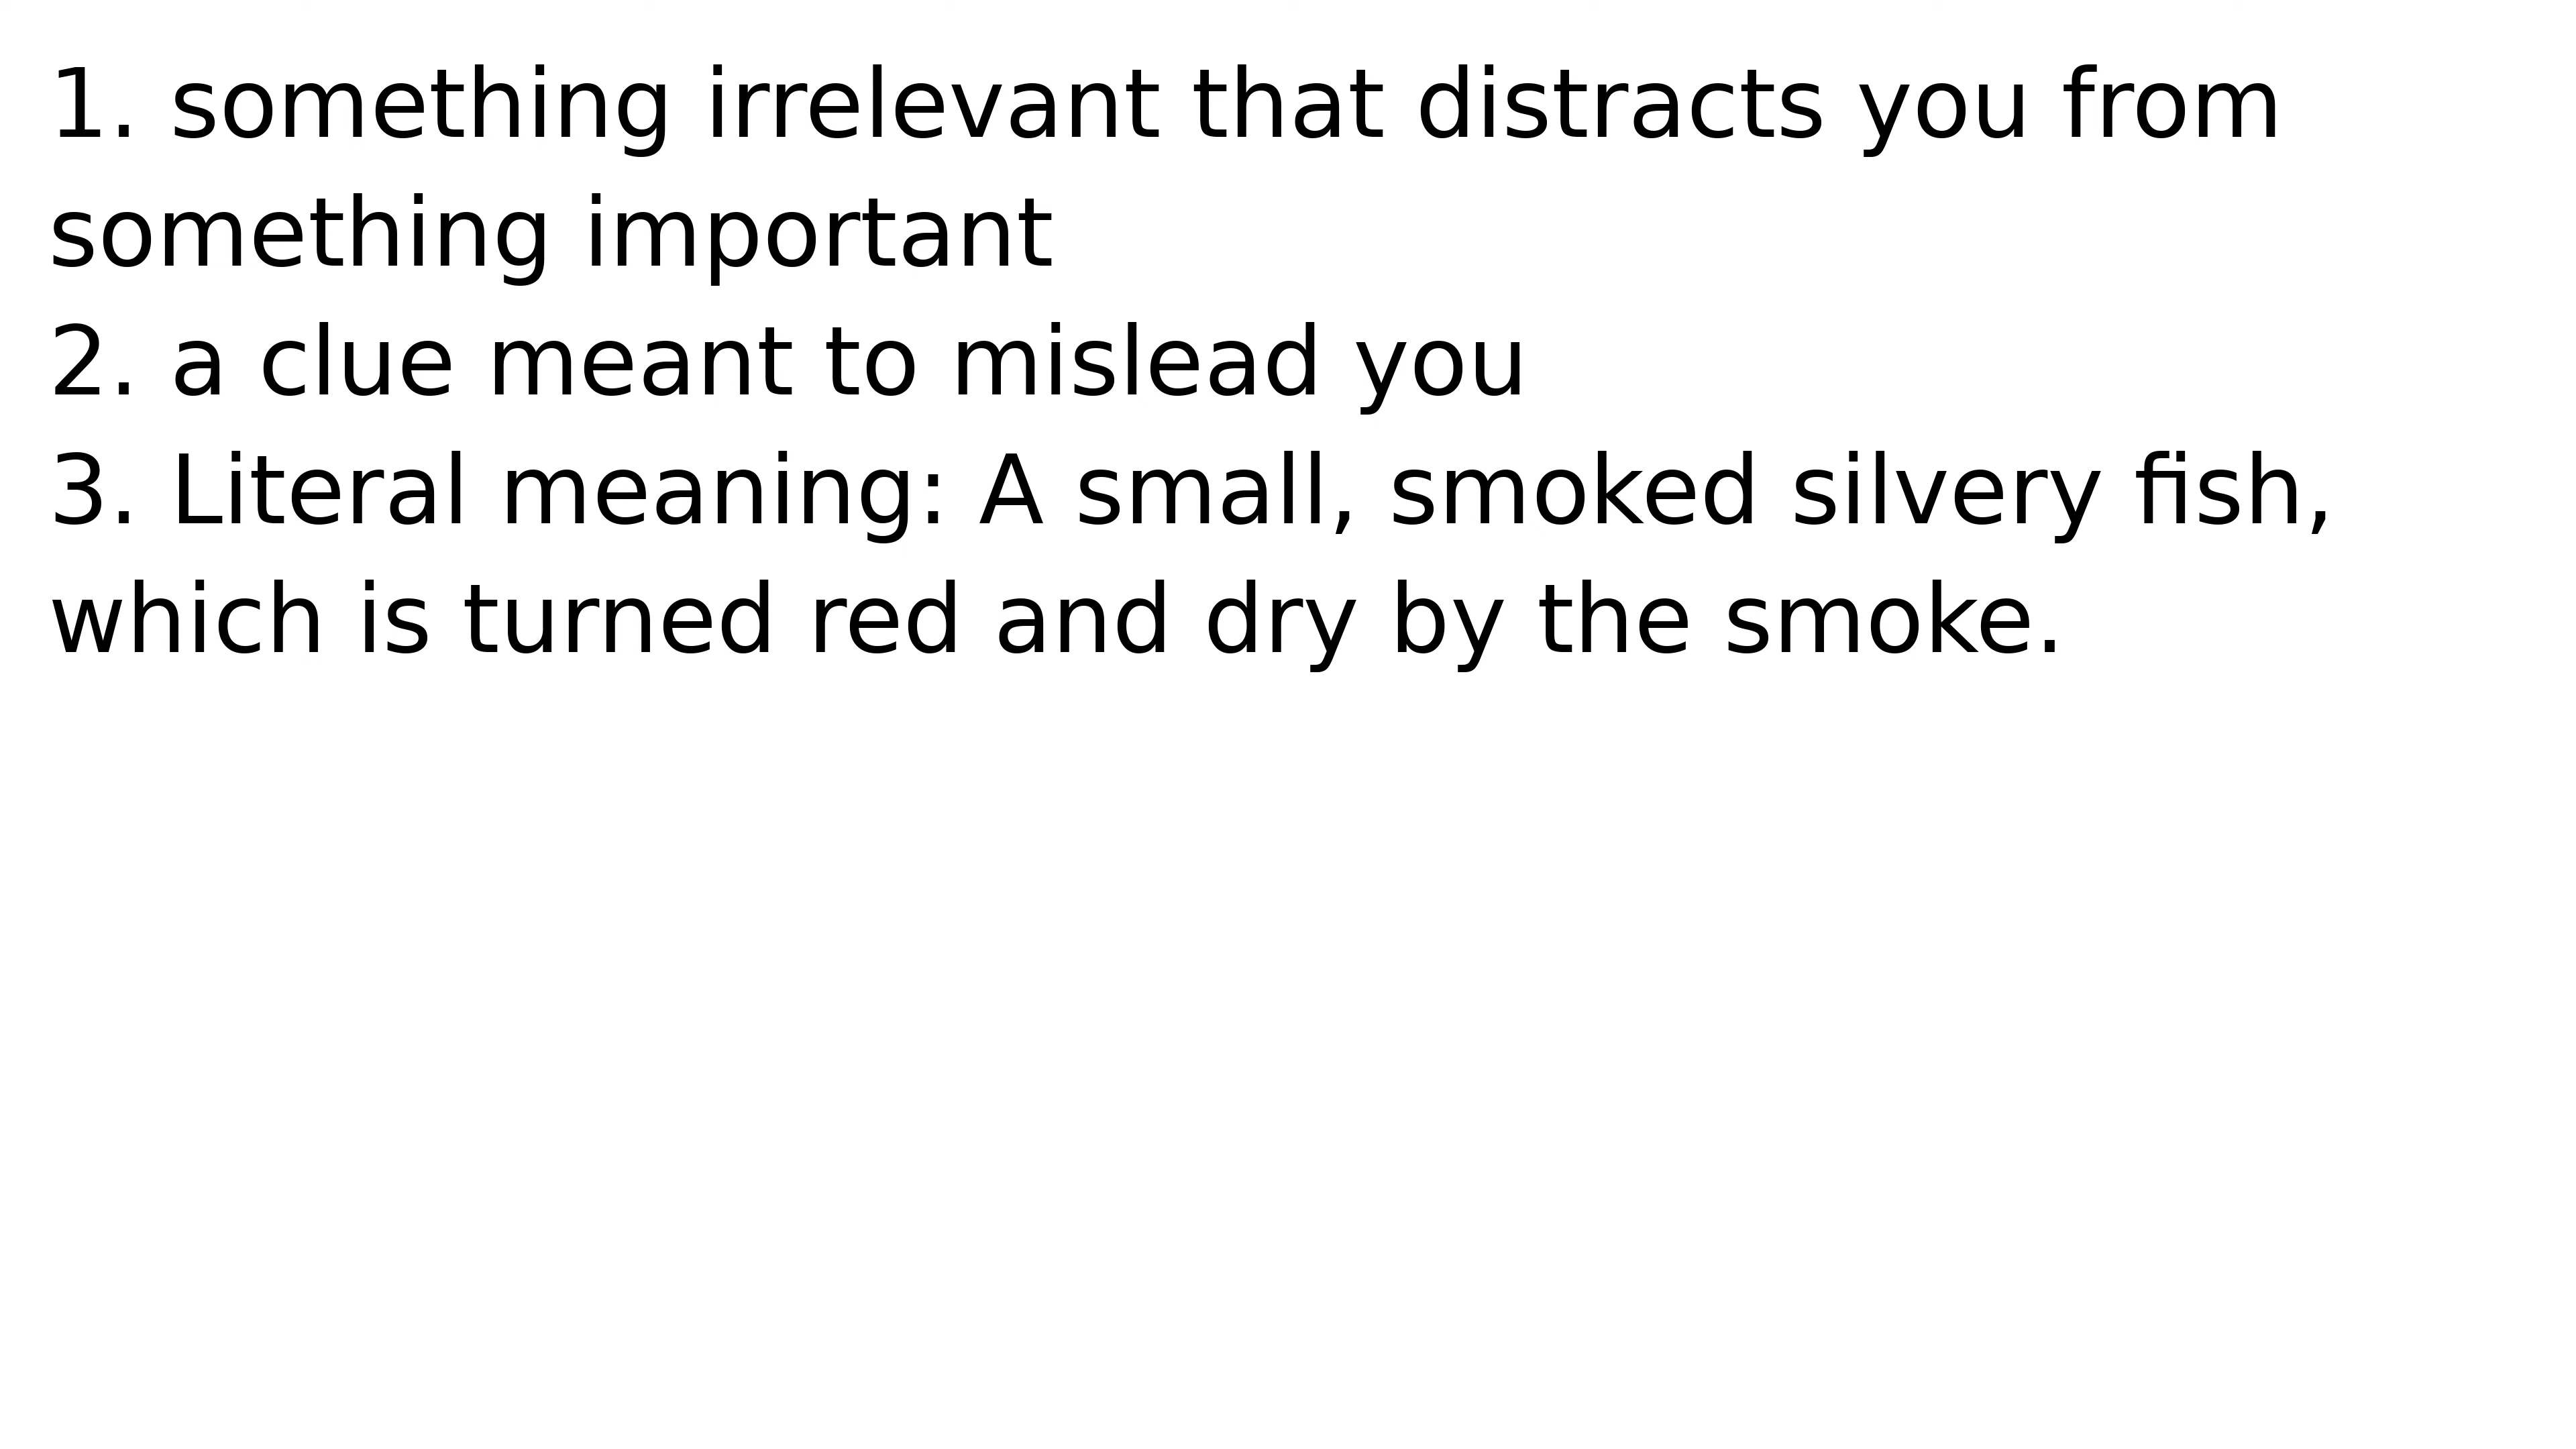 1. something irrelevant that distracts you from
something important
2. a clue meant to mislead you
3. Literal meaning: A small, smoked silvery fish,
which is turned red and dry by the smoke.